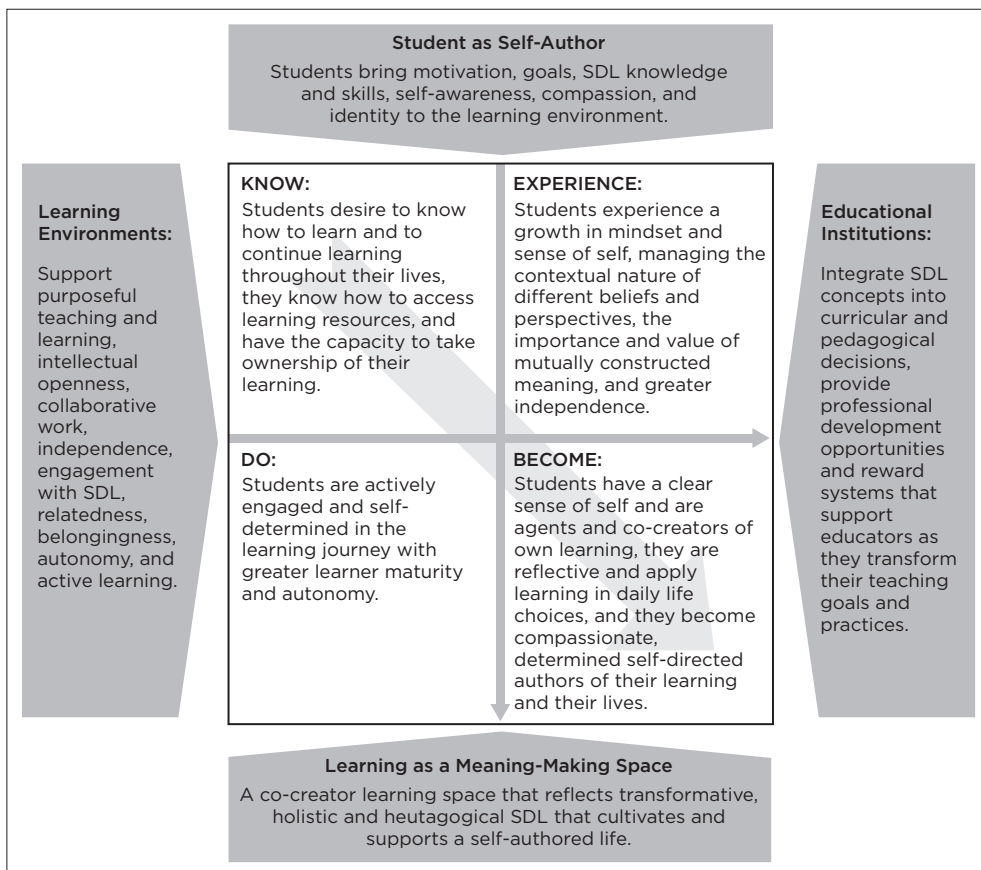 Student as Self-Author
Students bring motivation, goals, SDL knowledge
and skills, self-awareness, compassion, and
identity to the learning environment.
Learning
Environments:
Support
purposeful
teaching and
learning,
intellectual
openness,
collaborative
work,
independence,
engagement
with SDL,
relatedness,
belongingness,
autonomy, and
active learning.
KNOW:
Students desire to know
how to learn and to
continue learning
throughout their lives,
they know how to access
learning resources, and
have the capacity to take
ownership of their
learning.
EXPERIENCE:
Students experience a
growth in mindset and
sense of self, managing the
contextual nature of
different beliefs and
perspectives, the
importance and value of
mutually constructed
meaning, and greater
independence.
DO:
Students are actively
engaged and self-
determined in the
learning journey with
greater learner maturity
and autonomy.
BECOME:
Students have a clear
sense of self and are
agents and co-creators of
own learning, they are
reflective and apply
learning in daily life
choices, and they become
compassionate,
determined self-directed
authors of their learning
and their lives.
Educational
Institutions:
Integrate SDL
concepts into
curricular and
pedagogical
decisions,
provide
professional
development
opportunities
and reward
systems that
support
educators as
they transform
their teaching
goals and
practices.
Learning as a Meaning-Making Space
A co-creator learning space that reflects transformative,
holistic and heutagogical SDL that cultivates and
supports a self-authored life.